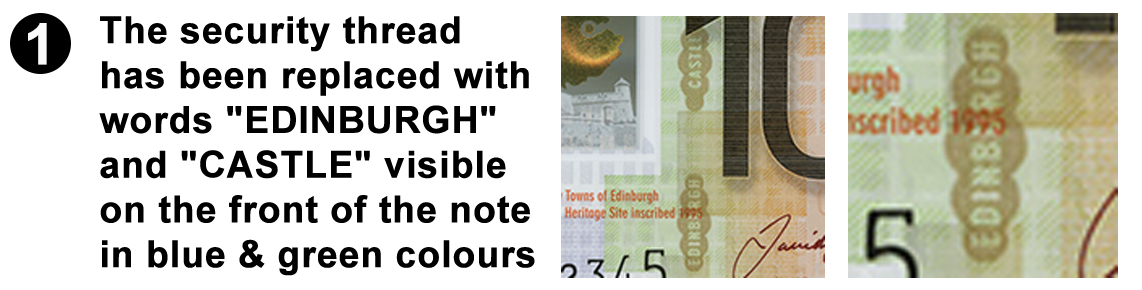 1
The security thread
has been replaced with
words "EDINBURGH"
and "CASTLE" visible
on the front of the note
in blue & green colours
CASTLE
10
Towns of Edinburgh
Heritage Site inscribed 1995
EDINBURGH
2345
David
EDINBURGH
urgh
nscribed 1995
5